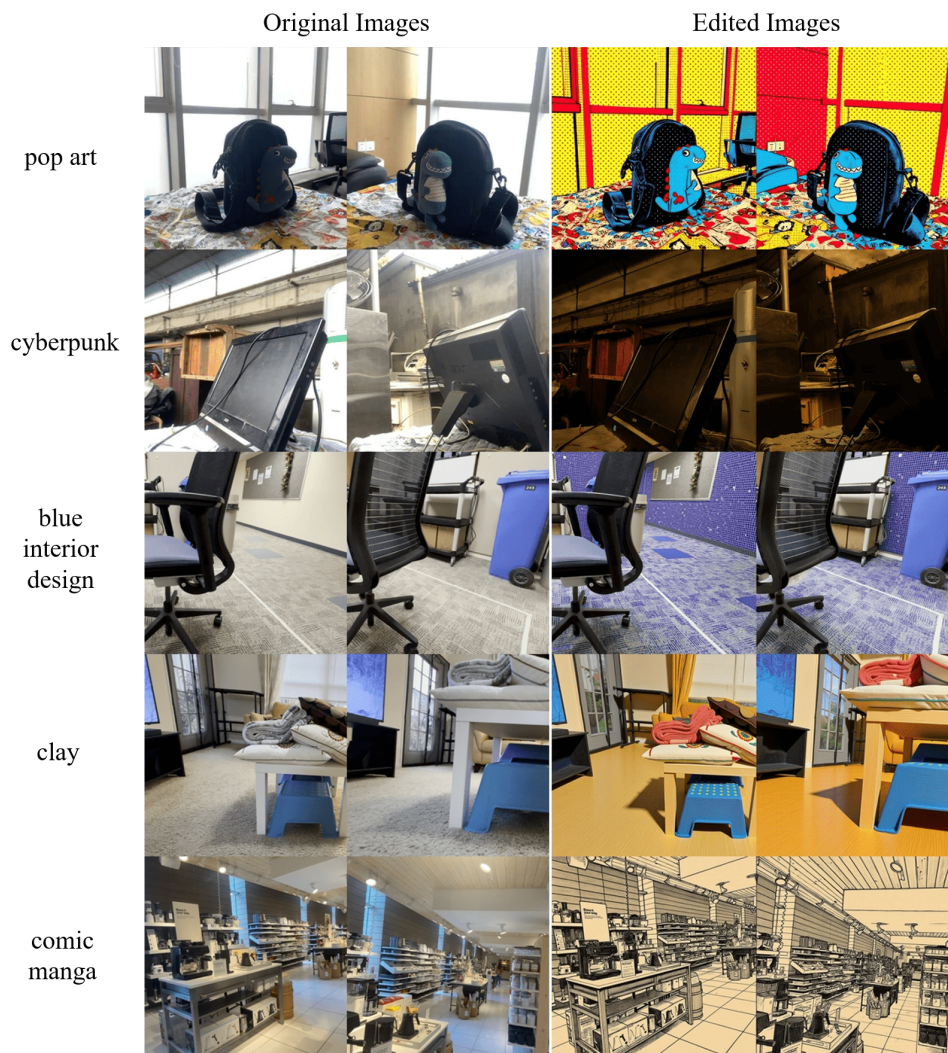 Original Images
Edited Images
pop art
cyberpunk
blue
interior
design
clay
comic
manga